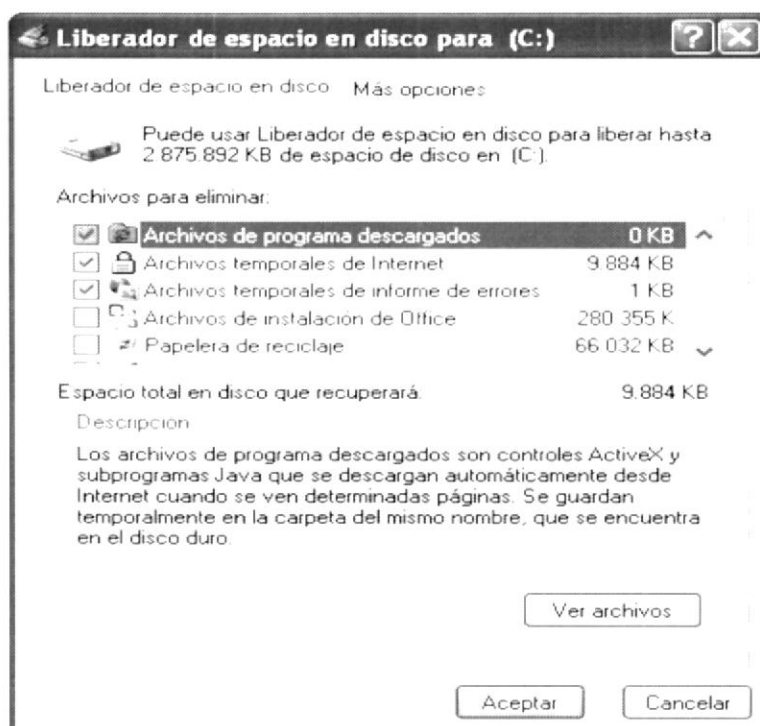 Liberador de espacio en disco para (C:)
Liberador de espacio en disco Más opciones
Puede usar Liberador de espacio en disco para liberar hasta
2.875.892 KB de espacio de disco en (C:).
Archivos para eliminar:
Archivos de programa descargados 0 KB
Archivos temporales de Internet 9.884 KB
Archivos temporales de informe de errores 1 KB
Archivos de instalación de Office 280 355 K
Papelera de reciclaje 66 032 KB
Espacio total en disco que recuperará: 9.884 KB
Descripción
Los archivos de programa descargados son controles ActiveX y
subprogramas Java que se descargan automáticamente desde
Internet cuando se ven determinadas páginas. Se guardan
temporalmente en la carpeta del mismo nombre, que se encuentra
en el disco duro.
Ver archivos
Aceptar Cancelar